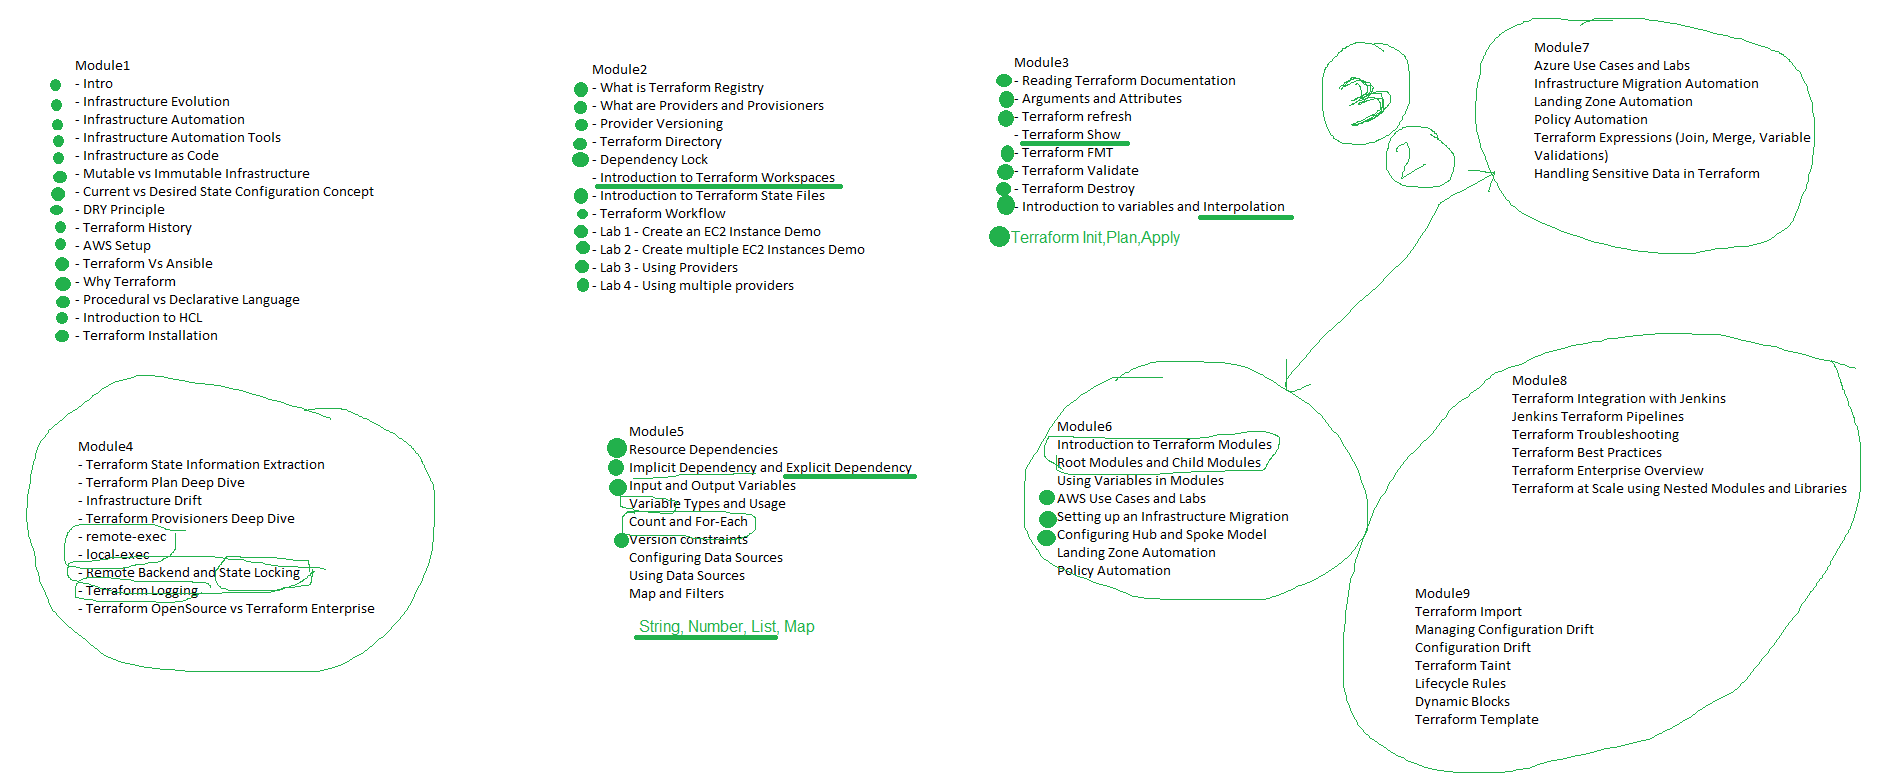 Module1
- Intro
- Infrastructure Evolution
- Infrastructure Automation
- Infrastructure Automation Tools
- Infrastructure as Code
- Mutable vs Immutable Infrastructure
- Current vs Desired State Configuration Concept
- DRY Principle
- Terraform History
- AWS Setup
- Terraform Vs Ansible
- Why Terraform
- Procedural vs Declarative Language
- Introduction to HCL
- Terraform Installation
Module2
- What is Terraform Registry
- What are Providers and Provisioners
- Provider Versioning
- Terraform Directory
- Dependency Lock
- Introduction to Terraform Workspaces
- Introduction to Terraform State Files
- Terraform Workflow
- Lab 1 - Create an EC2 Instance Demo
- Lab 2 - Create multiple EC2 Instances Demo
- Lab 3 - Using Providers
- Lab 4 - Using multiple providers
Module3
- Reading Terraform Documentation
- Arguments and Attributes
- Terraform refresh
- Terraform Show
- Terraform FMT
- Terraform Validate
- Terraform Destroy
- Introduction to variables and Interpolation
Terraform Init,Plan,Apply
3
2
Module7
Azure Use Cases and Labs
Infrastructure Migration Automation
Landing Zone Automation
Policy Automation
Terraform Expressions (Join, Merge, Variable
Validations)
Handling Sensitive Data in Terraform
Module4
- Terraform State Information Extraction
- Terraform Plan Deep Dive
- Infrastructure Drift
- Terraform Provisioners Deep Dive
- remote-exec
- local-exec
- Remote Backend and State Locking
- Terraform Logging
- Terraform OpenSource vs Terraform Enterprise
Module5
Resource Dependencies
Implicit Dependency and Explicit Dependency
Input and Output Variables
Variable Types and Usage
Count and For-Each
Version constraints
Configuring Data Sources
Using Data Sources
Map and Filters
String, Number, List, Map
Module6
Introduction to Terraform Modules
Root Modules and Child Modules
Using Variables in Modules
AWS Use Cases and Labs
Setting up an Infrastructure Migration
Configuring Hub and Spoke Model
Landing Zone Automation
Policy Automation
Module8
Terraform Integration with Jenkins
Jenkins Terraform Pipelines
Terraform Troubleshooting
Terraform Best Practices
Terraform Enterprise Overview
Terraform at Scale using Nested Modules and Libraries
Module9
Terraform Import
Managing Configuration Drift
Configuration Drift
Terraform Taint
Lifecycle Rules
Dynamic Blocks
Terraform Template